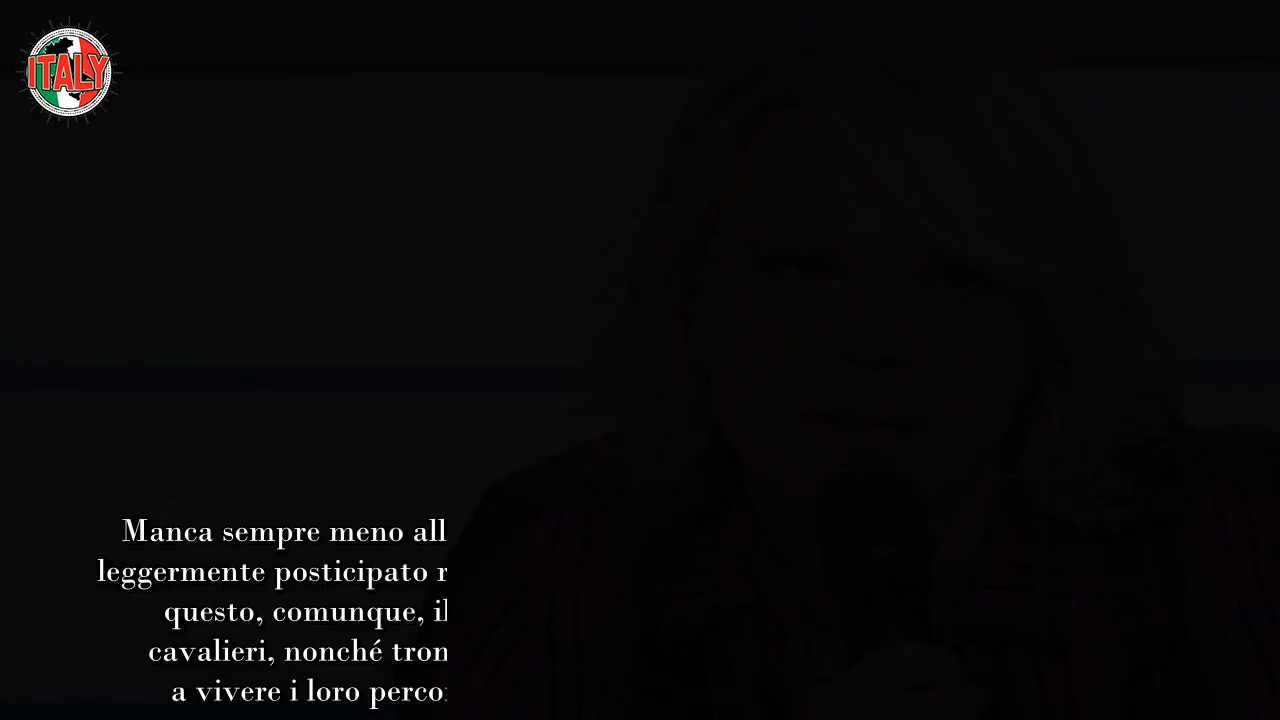 ITALY
Manca sempre meno all
leggermente posticipato
questo, comunque, il
cavalieri, nonché tron
a vivere i loro perco